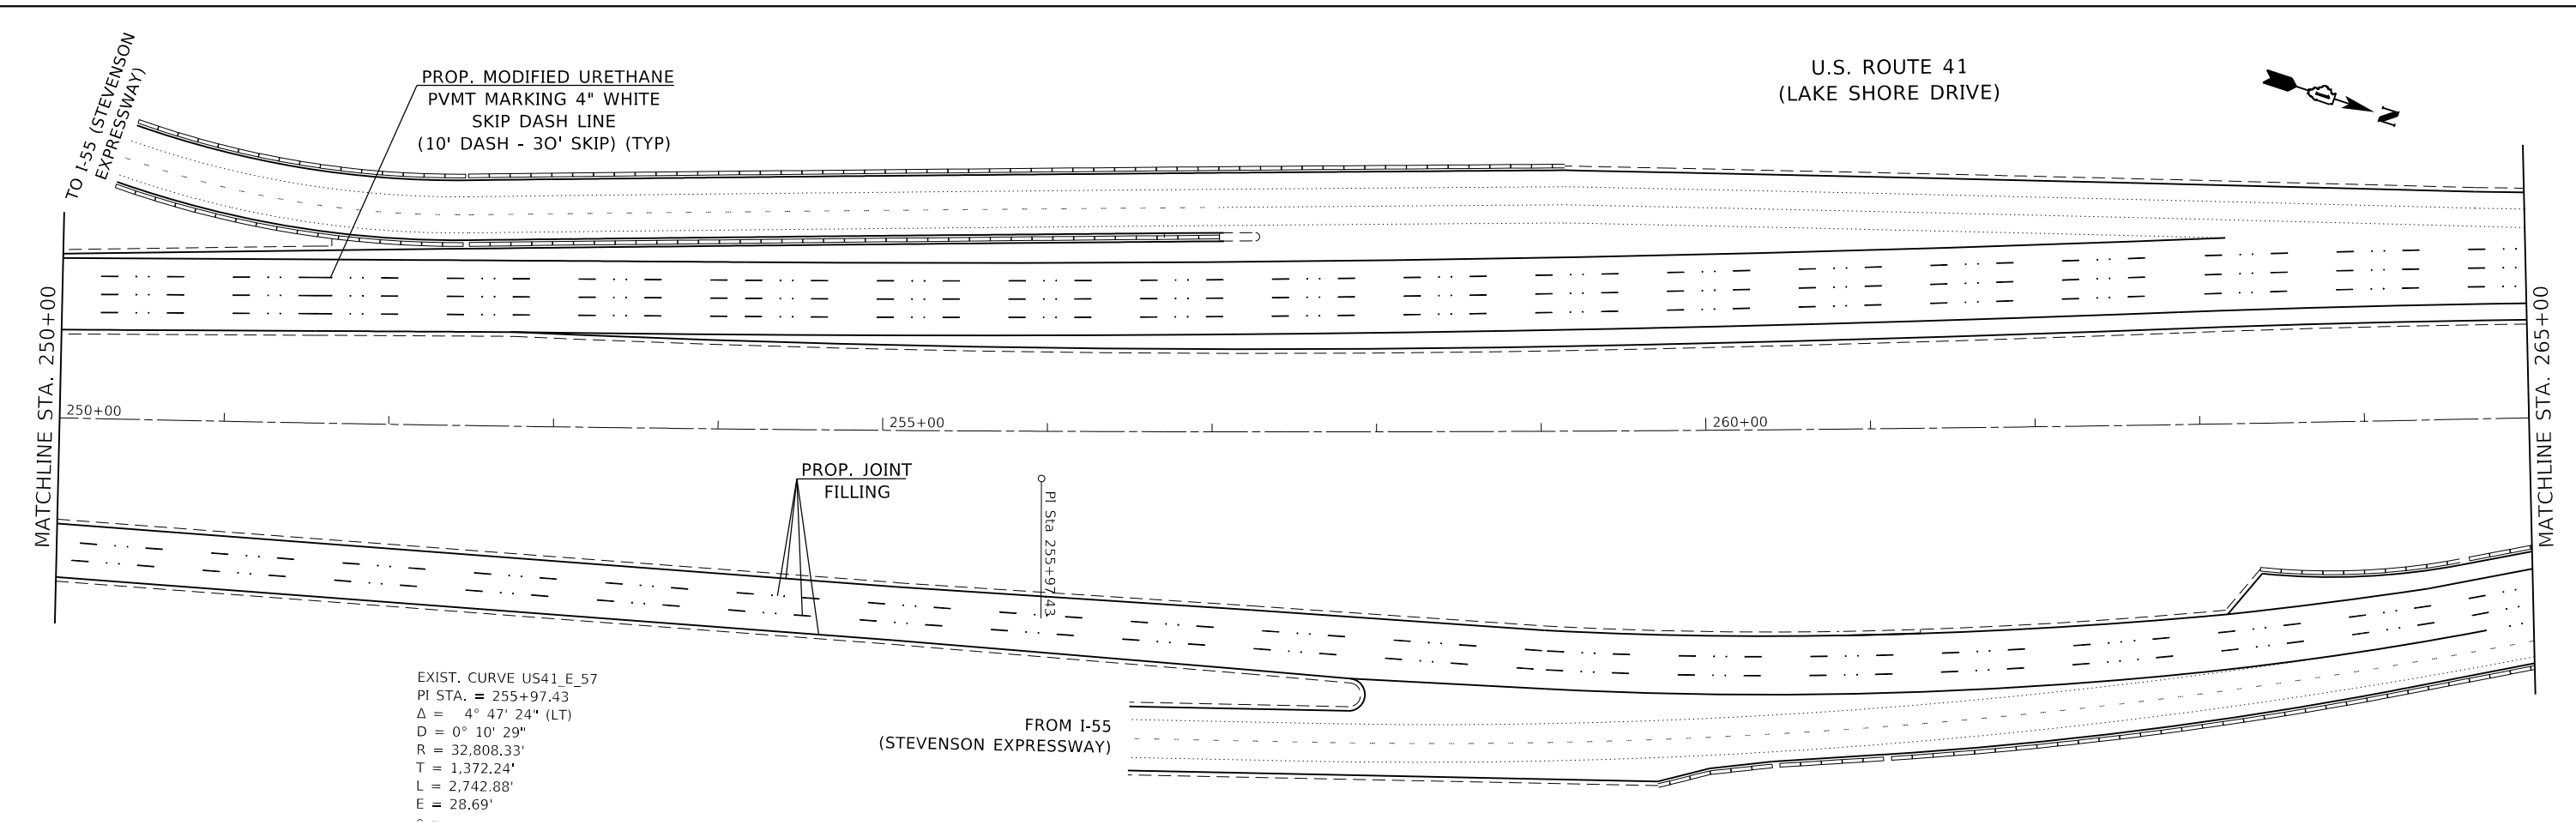 TO I-55 (STEVENSON
EXPRESSWAY)
PROP. MODIFIED URETHANE
PVMT MARKING 4" WHITE
SKIP DASH LINE
(10' DASH - 3O' SKIP) (TYP)
U.S. ROUTE 41
(LAKE SHORE DRIVE)
N
MATCHLINE STA. 250+00
250+00
255+00
260+00
MATCHLINE STA. 265+00
PROP. JOINT
FILLING
PI Sta 255+97.43
EXIST. CURVE US41_E_57
PI STA. = 255+97.43
Δ = 4° 47' 24" (LT)
D = 0° 10' 29"
R = 32,808.33'
T = 1,372.24'
L = 2,742.88'
E = 28.69'
FROM I-55
(STEVENSON EXPRESSWAY)